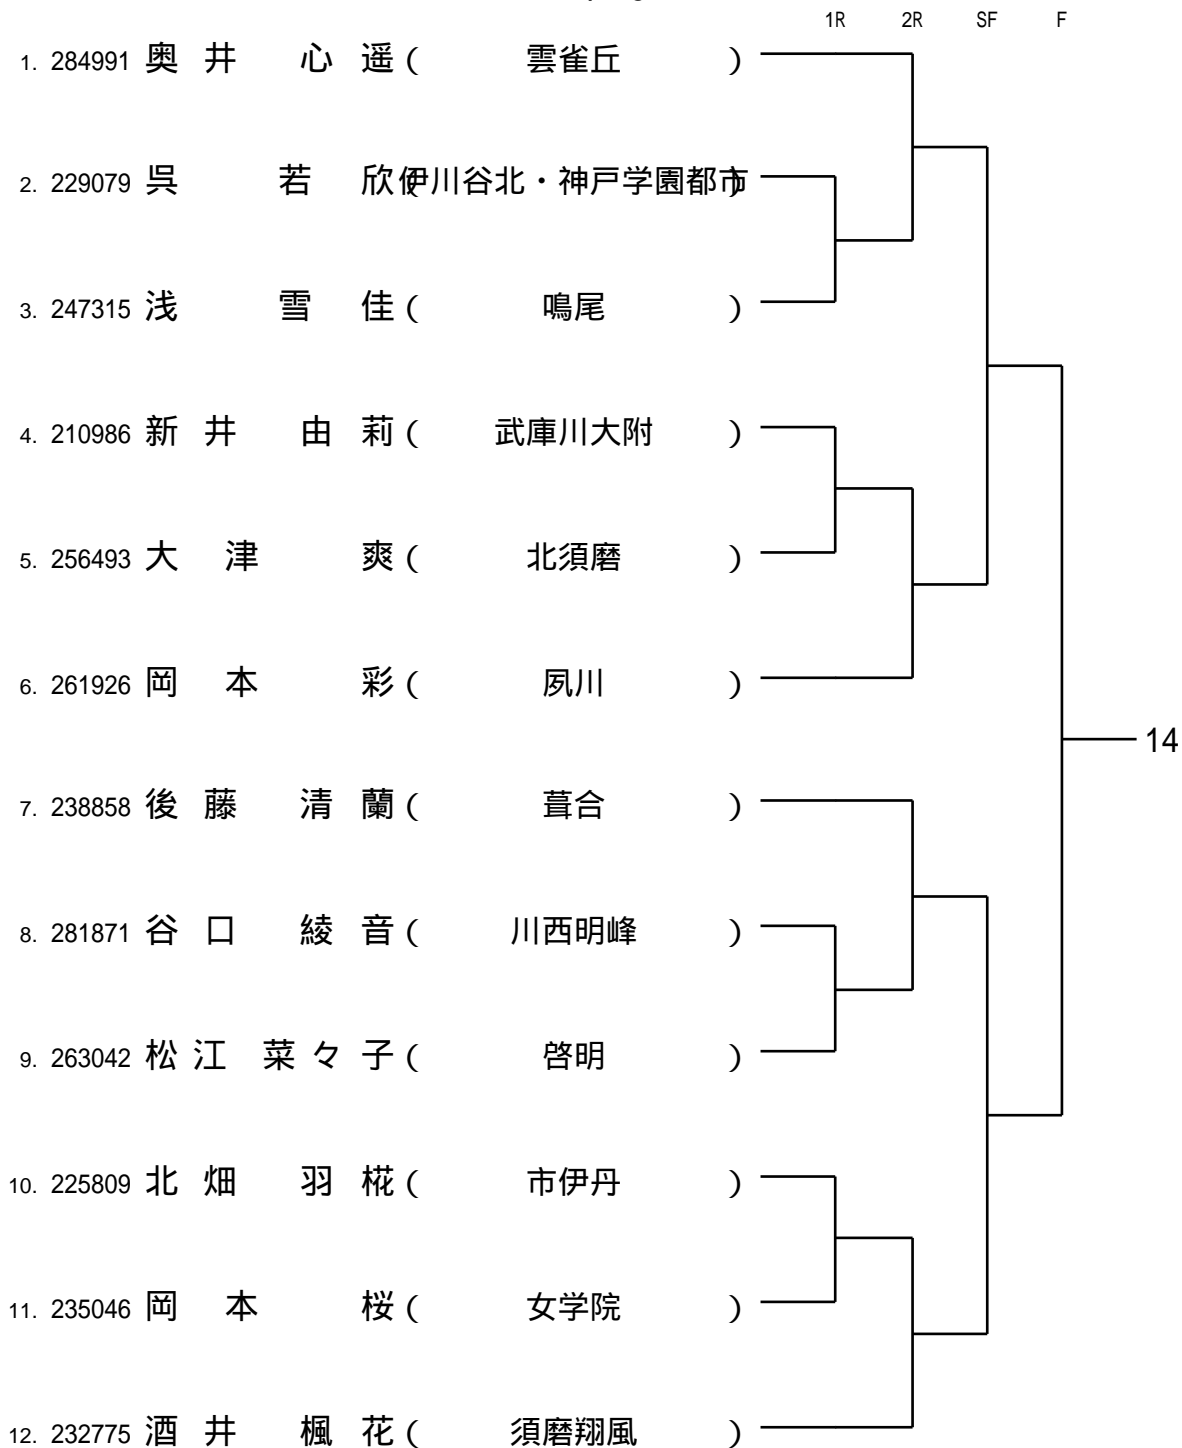 1R 2R SF F
1. 284991 奥井 心遥 ( 雲雀丘 )
2. 229079 呉 若欣 ( 伊川谷北・神戸学園都市 )
3. 247315 浅 雪佳 ( 鳴尾 )
4. 210986 新井 由莉 ( 武庫川大附 )
5. 256493 大津 爽 ( 北須磨 )
6. 261926 岡本 彩 ( 夙川 )
14
7. 238858 後藤 清蘭 ( 葺合 )
8. 281871 谷口 綾音 ( 川西明峰 )
9. 263042 松江 菜々子 ( 啓明 )
10. 225809 北畑 羽椛 ( 市伊丹 )
11. 235046 岡本 桜 ( 女学院 )
12. 232775 酒井 楓花 ( 須磨翔風 )